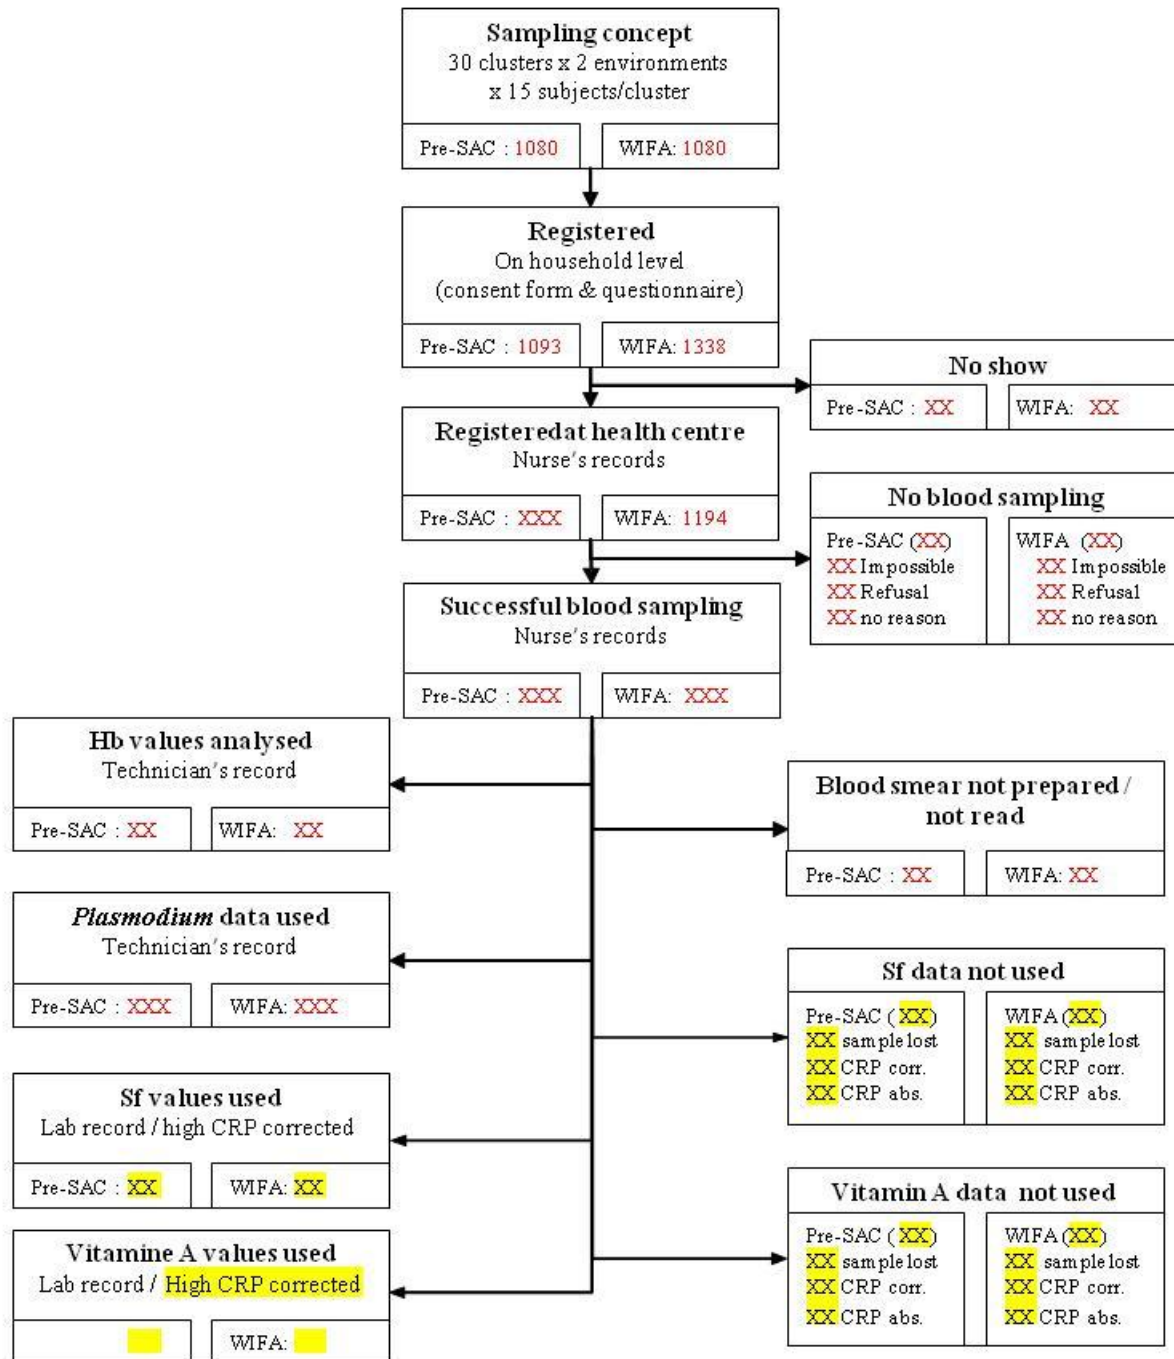 Sampling concept
30 clusters x 2 environments
x 15 subjects/cluster
Pre-SAC : 1080 WIFA: 1080
Registered
On household level
(consent form & questionnaire)
Pre-SAC : 1093 WIFA: 1338
No show
Pre-SAC : XX WIFA: XX
Registeredat health centre
Nurse's records
Pre-SAC : XXX WIFA: 1194
No blood sampling
Pre-SAC (XX) WIFA (XX)
XX Impossible XX Impossible
XX Refusal XX Refusal
XX no reason XX no reason
Successful blood sampling
Nurse's records
Pre-SAC : XXX WIFA: XXX
Hb values analysed
Technician's record
Pre-SAC : XX WIFA: XX
Blood smear not prepared /
not read
Pre-SAC : XX WIFA: XX
Plasmodium data used
Technician's record
Pre-SAC : XXX WIFA: XXX
Sf data not used
Pre-SAC ( XX) WIFA (XX)
XX sample lost XX sample lost
XX CRP corr. XX CRP corr.
XX CRP abs. XX CRP abs.
Sf values used
Lab record / high CRP corrected
Pre-SAC : XX WIFA: XX
Vitamin A data not used
Pre-SAC ( XX) WIFA (XX)
XX sample lost XX sample lost
XX CRP corr. XX CRP corr.
XX CRP abs. XX CRP abs.
Vitamine A values used
Lab record / High CRP corrected
WIFA: